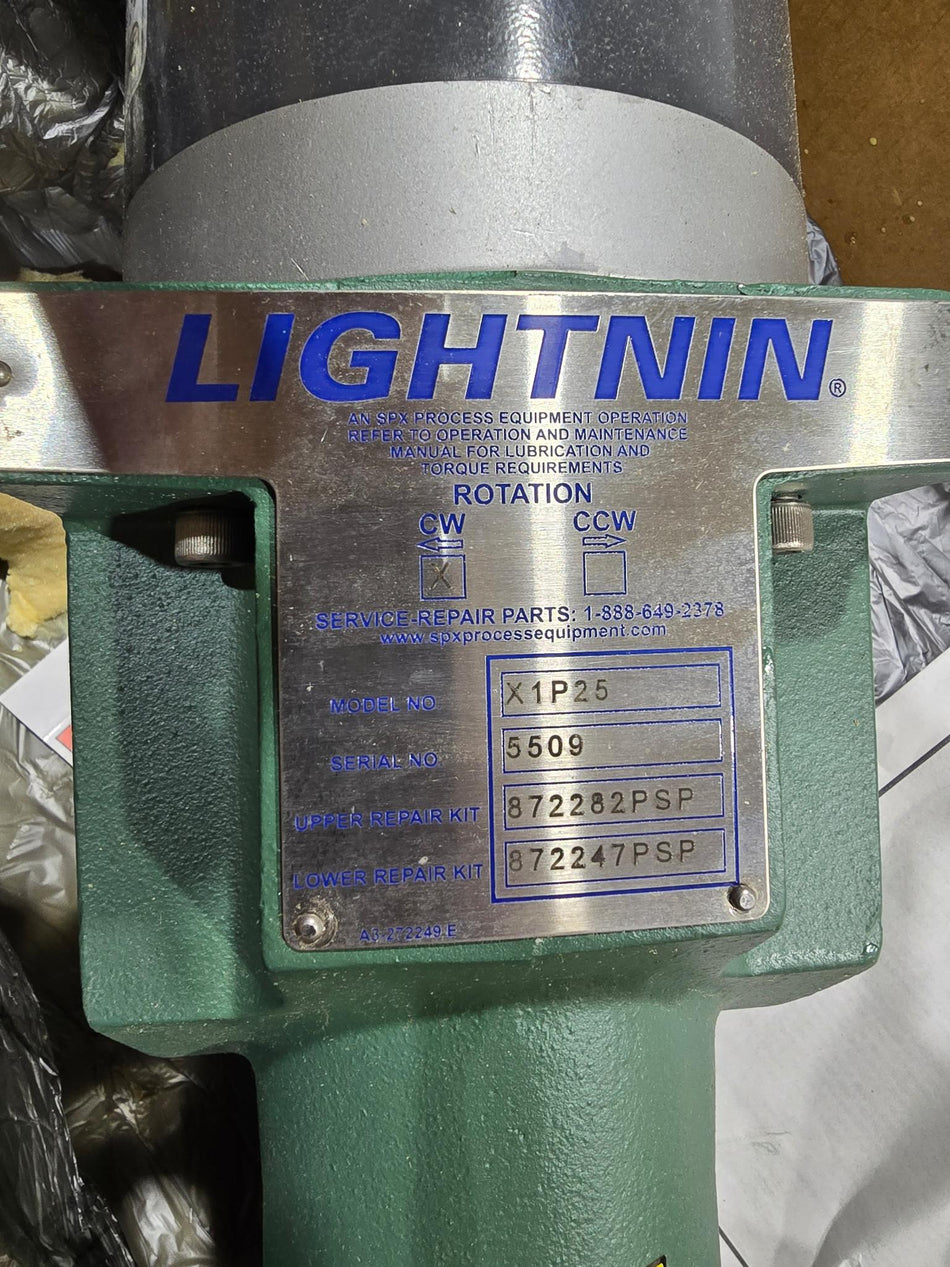 LIGHTNIN®
AN SPX PROCESS EQUIPMENT OPERATION
REFER TO OPERATION AND MAINTENANCE
MANUAL FOR LUBRICATION AND
TORQUE REQUIREMENTS
ROTATION
CW CCW
X
SERVICE-REPAIR PARTS: 1-888-649-2378
www.spxprocessequipment.com
MODEL NO. X1P25
SERIAL NO. 5509
UPPER REPAIR KIT 872282PSP
LOWER REPAIR KIT 872247PSP
A3-272249 E